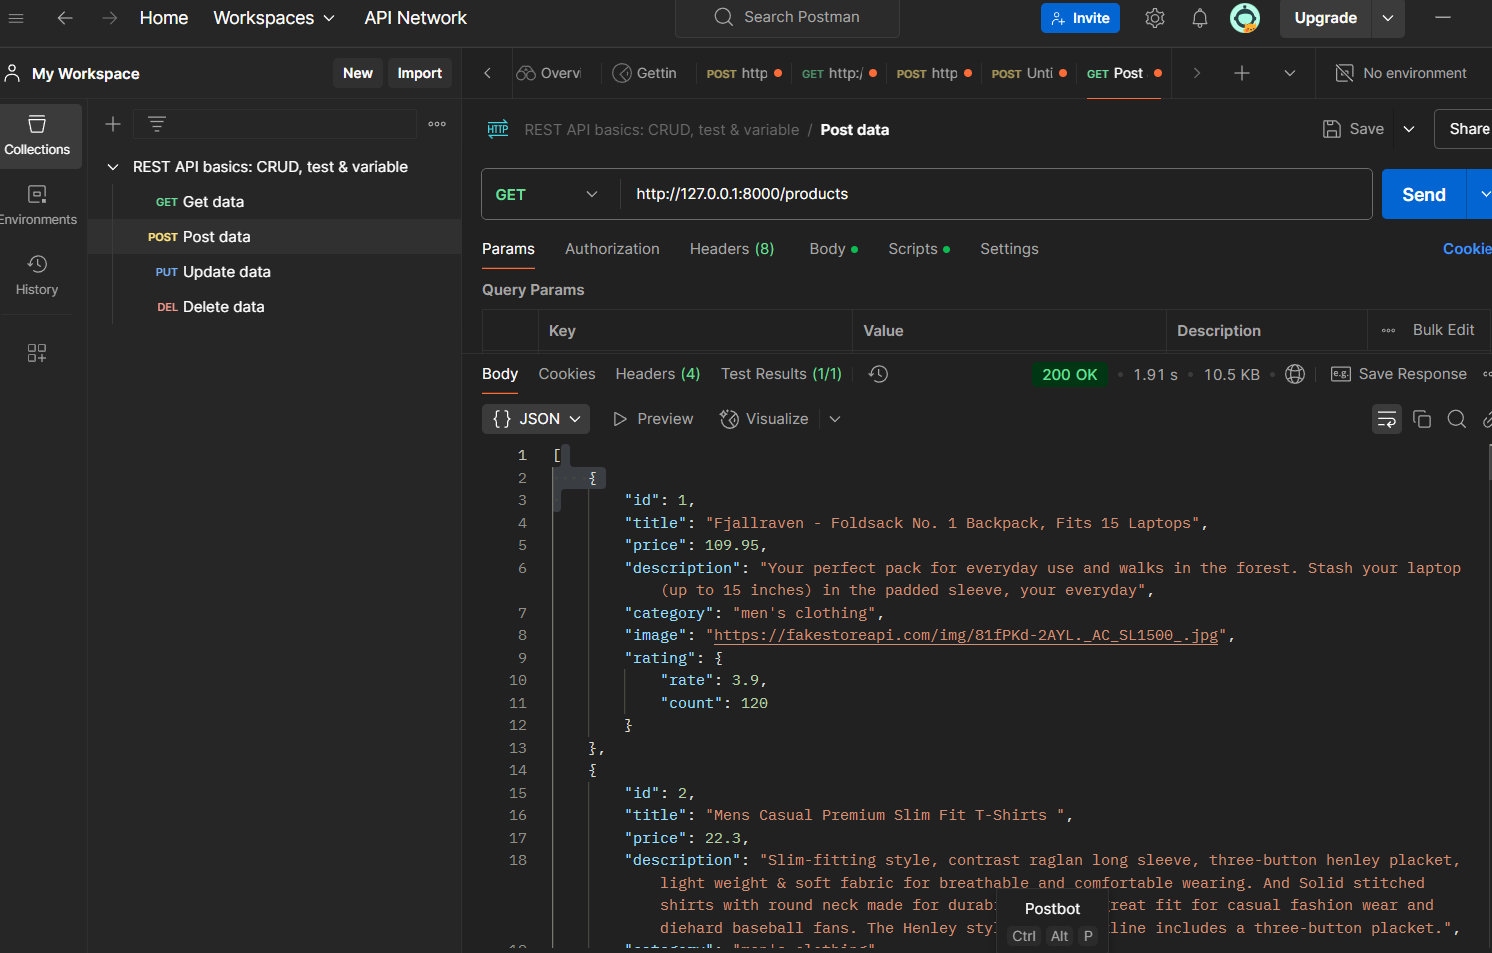 Home Workspaces API Network Search Postman Invite Upgrade
My Workspace New Import Overvi Gettin POST http GET http:/ POST http POST Unti GET Post No environment
Collections
Environments
History
REST API basics: CRUD, test & variable
GET Get data
POST Post data
PUT Update data
DEL Delete data
HTTP REST API basics: CRUD, test & variable / Post data Save Share
GET http://127.0.0.1:8000/products Send
Params Authorization Headers (8) Body Scripts Settings Cookie
Query Params
Key Value Description Bulk Edit
Body Cookies Headers (4) Test Results (1/1) 200 OK 1.91 s 10.5 KB e.g. Save Response
{} JSON Preview Visualize
1 [
2 {
3 "id": 1,
4 "title": "Fjallraven - Foldsack No. 1 Backpack, Fits 15 Laptops",
5 "price": 109.95,
6 "description": "Your perfect pack for everyday use and walks in the forest. Stash your laptop
(up to 15 inches) in the padded sleeve, your everyday",
7 "category": "men's clothing",
8 "image": "https://fakestoreapi.com/img/81fPKd-2AYL._AC_SL1500_.jpg",
9 "rating": {
10 "rate": 3.9,
11 "count": 120
12 }
13 },
14 {
15 "id": 2,
16 "title": "Mens Casual Premium Slim Fit T-Shirts ",
17 "price": 22.3,
18 "description": "Slim-fitting style, contrast raglan long sleeve, three-button henley placket,
light weight & soft fabric for breathable and comfortable wearing. And Solid stitched
shirts with round neck made for durabi reat fit for casual fashion wear and
diehard baseball fans. The Henley styl line includes a three-button placket.",
19 "category": "men's clothing"
Postbot
Ctrl Alt P